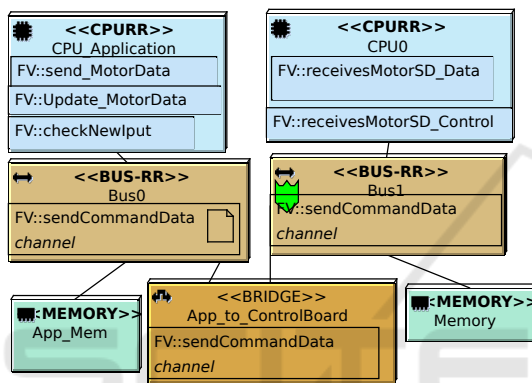 <<CPURR>>
CPU_Application
FV::send_MotorData
FV::Update_MotorData
FV::checkNewInput
<<CPURR>>
CPU0
FV::receivesMotorSD_Data
FV::receivesMotorSD_Control
<<BUS-RR>>
Bus0
FV::sendCommandData
channel
<<BUS-RR>>
Bus1
FV::sendCommandData
channel
<<MEMORY>>
App_Mem
<<BRIDGE>>
App_to_ControlBoard
FV::sendCommandData
channel
<<MEMORY>>
Memory